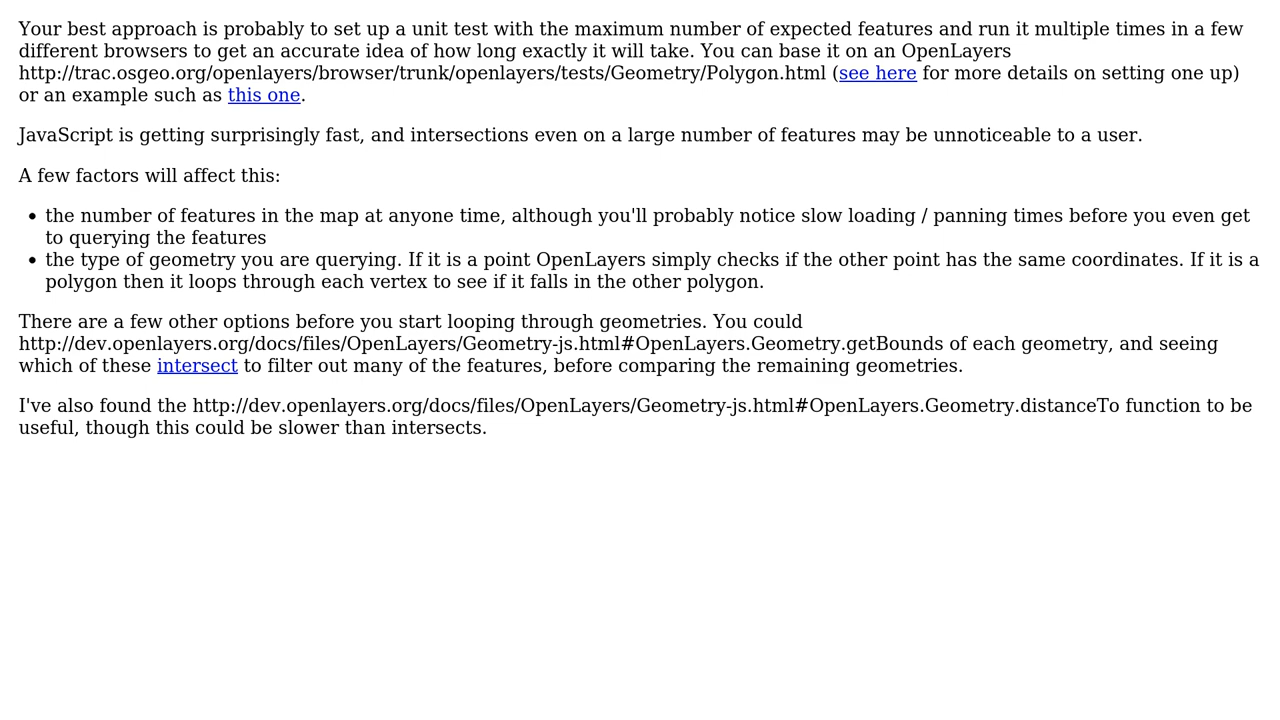 Your best approach is probably to set up a unit test with the maximum number of expected features and run it multiple times in a few
different browsers to get an accurate idea of how long exactly it will take. You can base it on an OpenLayers
http://trac.osgeo.org/openlayers/browser/trunk/openlayers/tests/Geometry/Polygon.html (see here for more details on setting one up)
or an example such as this one.
JavaScript is getting surprisingly fast, and intersections even on a large number of features may be unnoticeable to a user.
A few factors will affect this:
• the number of features in the map at anyone time, although you'll probably notice slow loading / panning times before you even get
to querying the features
• the type of geometry you are querying. If it is a point OpenLayers simply checks if the other point has the same coordinates. If it is a
polygon then it loops through each vertex to see if it falls in the other polygon.
There are a few other options before you start looping through geometries. You could
http://dev.openlayers.org/docs/files/OpenLayers/Geometry-js.html#OpenLayers.Geometry.getBounds of each geometry, and seeing
which of these intersect to filter out many of the features, before comparing the remaining geometries.
I've also found the http://dev.openlayers.org/docs/files/OpenLayers/Geometry-js.html#OpenLayers.Geometry.distanceTo function to be
useful, though this could be slower than intersects.